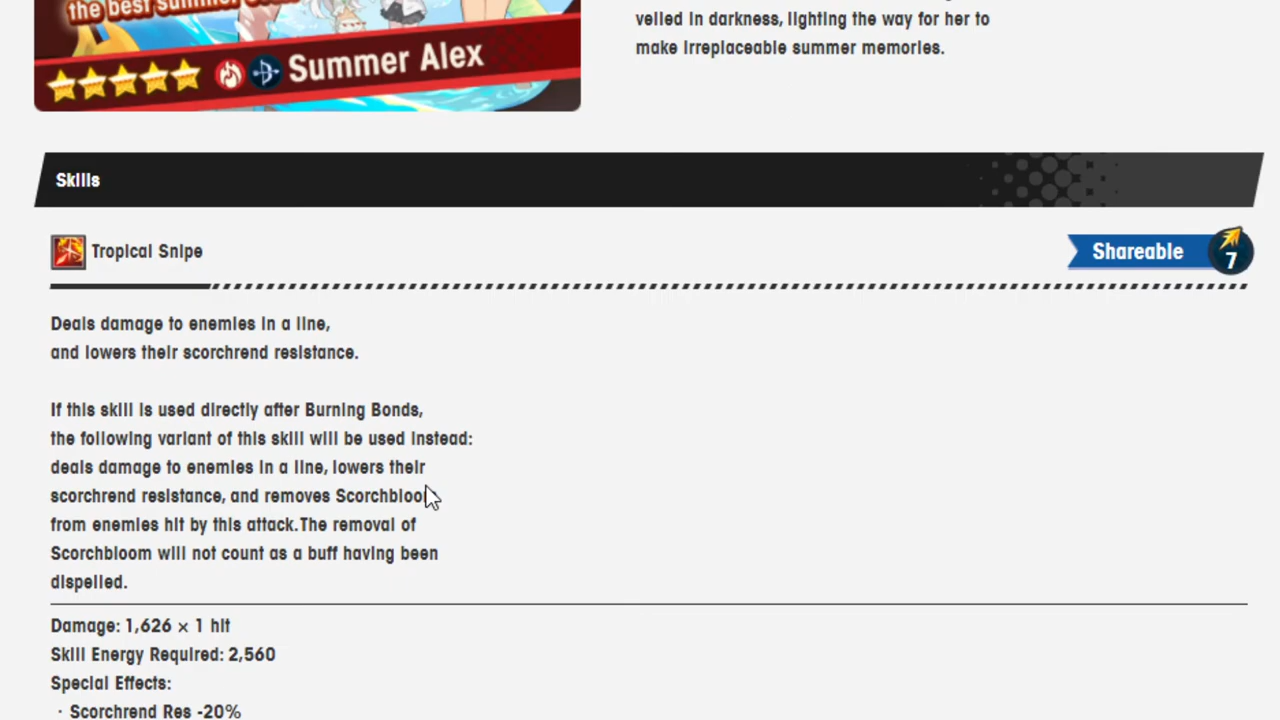 the best summer
Summer Alex
veiled in darkness, lighting the way for her to
make irreplaceable summer memories.
Skills
Tropical Snipe
Shareable 7
Deals damage to enemies in a line,
and lowers their scorchrend resistance.
If this skill is used directly after Burning Bonds,
the following variant of this skill will be used instead:
deals damage to enemies in a line, lowers their
scorchrend resistance, and removes Scorchbloom
from enemies hit by this attack.The removal of
Scorchbloom will not count as a buff having been
dispelled.
Damage: 1,626 × 1 hit
Skill Energy Required: 2,560
Special Effects:
· Scorchrend Res -20%